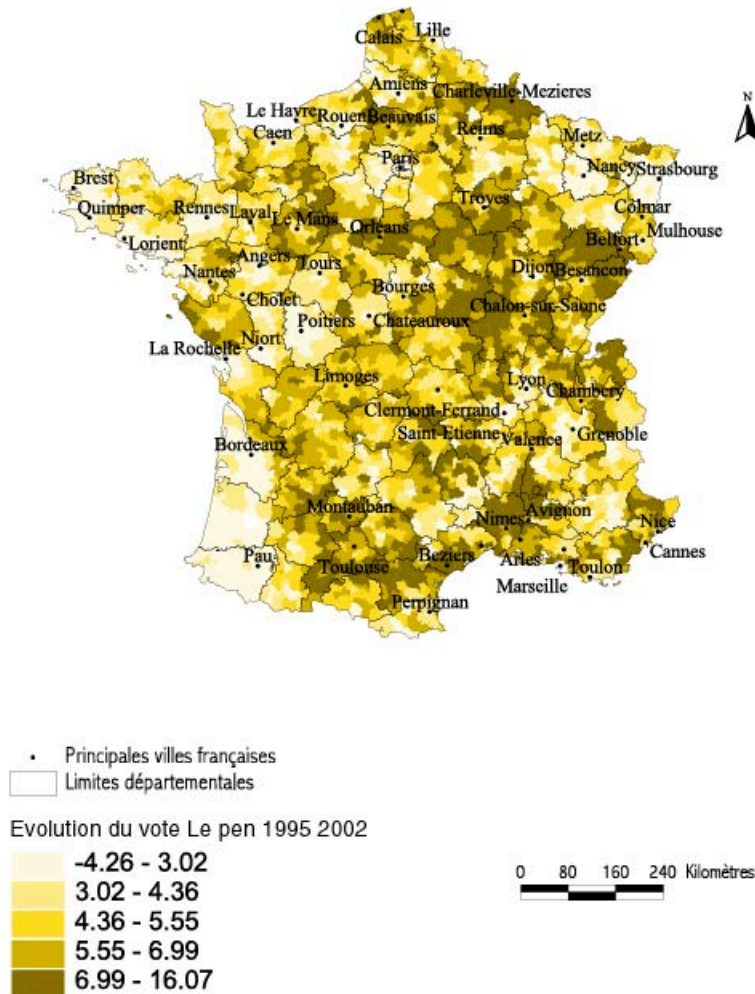 Calais
Lille
Amiens
Charleville-Mezieres
Le Havre
Rouen
Beauvais
Caen
Reims
Metz
Paris
Nancy
Strasbourg
Brest
Rennes
Laval
Le Mans
Troyes
Colmar
Quimper
Orleans
Mulhouse
Lorient
Belfort
Angers
Tours
Dijon
Besancon
Nantes
Bourges
Cholet
Chalon-sur-Saone
Poitiers
Chateauroux
La Rochelle
Niort
Limoges
Lyon
Chambery
Clermont-Ferrand
Saint-Etienne
Grenoble
Bordeaux
Valence
Montauban
Avignon
Nimes
Nice
Pau
Toulouse
Beziers
Arles
Cannes
Marseille
Toulon
Perpignan
N
Principales villes françaises
Limites départementales
Evolution du vote Le pen 1995 2002
-4.26 - 3.02
3.02 - 4.36
4.36 - 5.55
5.55 - 6.99
6.99 - 16.07
0 80 160 240 Kilomètres